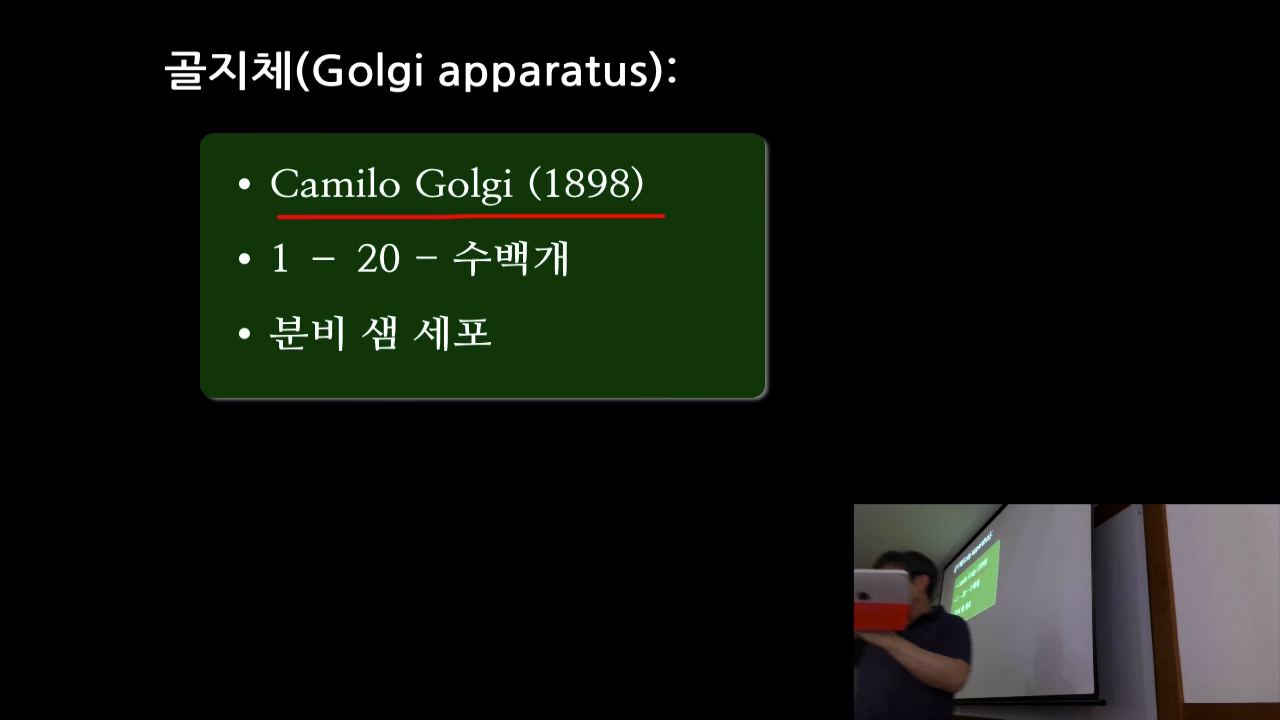 골지체(Golgi apparatus):
• Camilo Golgi (1898)
• 1 – 20 – 수백개
• 분비 샘 세포